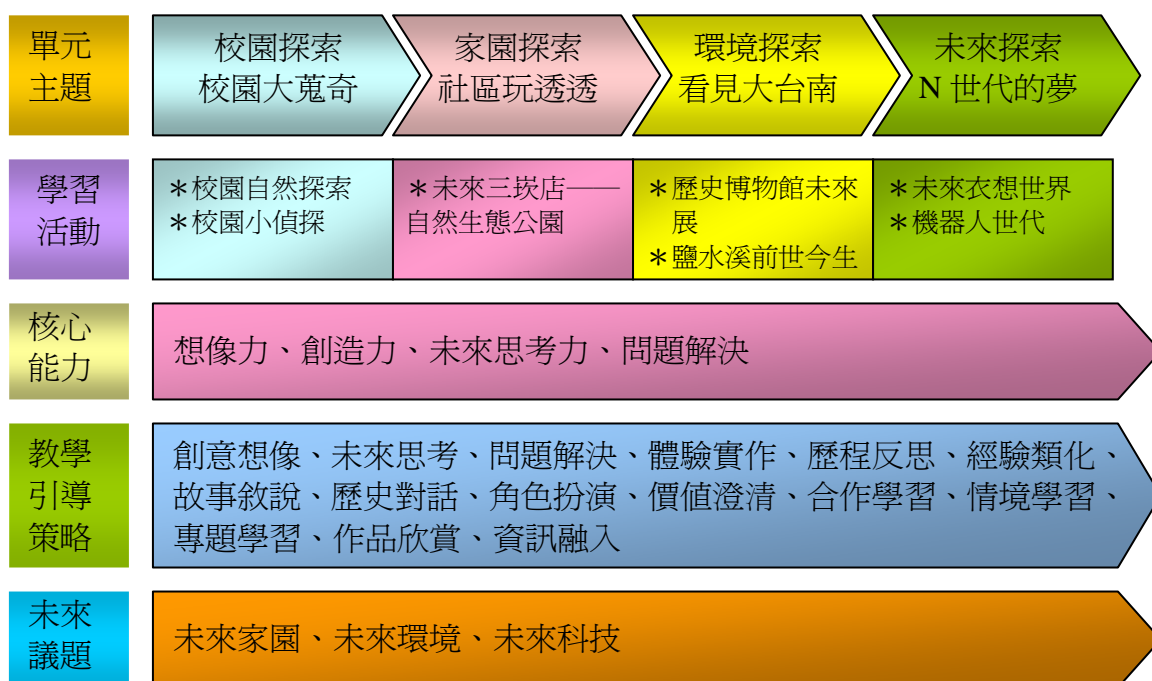 單元
主題
校園探索
校園大蒐奇
家園探索
社區玩透透
環境探索
看見大台南
未來探索
N 世代的夢
學習
活動
＊校園自然探索
＊校園小偵探
＊未來三崁店——
自然生態公園
＊歷史博物館未來
展
＊鹽水溪前世今生
＊未來衣想世界
＊機器人世代
核心
能力
想像力、創造力、未來思考力、問題解決
教學
引導
策略
創意想像、未來思考、問題解決、體驗實作、歷程反思、經驗類化、
故事敘說、歷史對話、角色扮演、價值澄清、合作學習、情境學習、
專題學習、作品欣賞、資訊融入
未來
議題
未來家園、未來環境、未來科技